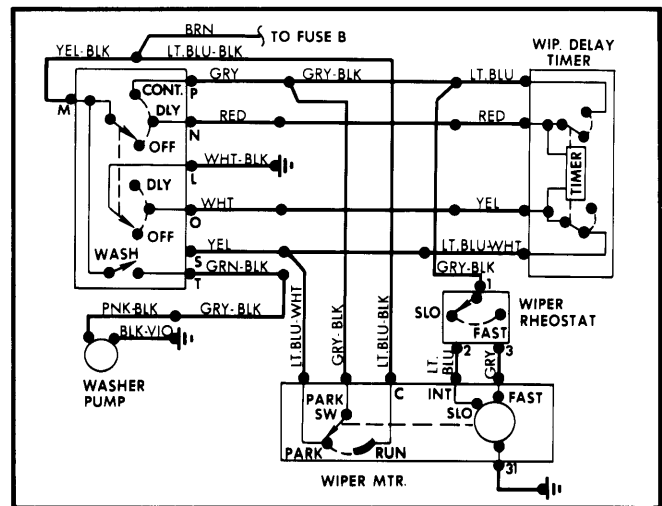 BRN
TO FUSE B
YEL-BLK
LT.BLU-BLK
WIP. DELAY
TIMER
GRY
GRY-BLK
LT.BLU
CONT.
P
M
DLY
RED
RED
N
OFF
WHT-BLK
L
TIMER
DLY
WHT
YEL
O
OFF
WASH
YEL
LT.BLU-WHT
S
GRN-BLK
T
GRY-BLK
1
PNK-BLK
GRY-BLK
SLO
WIPER
RHEOSTAT
FAST
BLK-VIO
LT.BLU-WHT
GRY-BLK
LT.BLU-BLK
2
3
LT.
BLU
GRY
WASHER
PUMP
PARK
SW
C
INT
FAST
SLO
PARK
RUN
31
WIPER MTR.